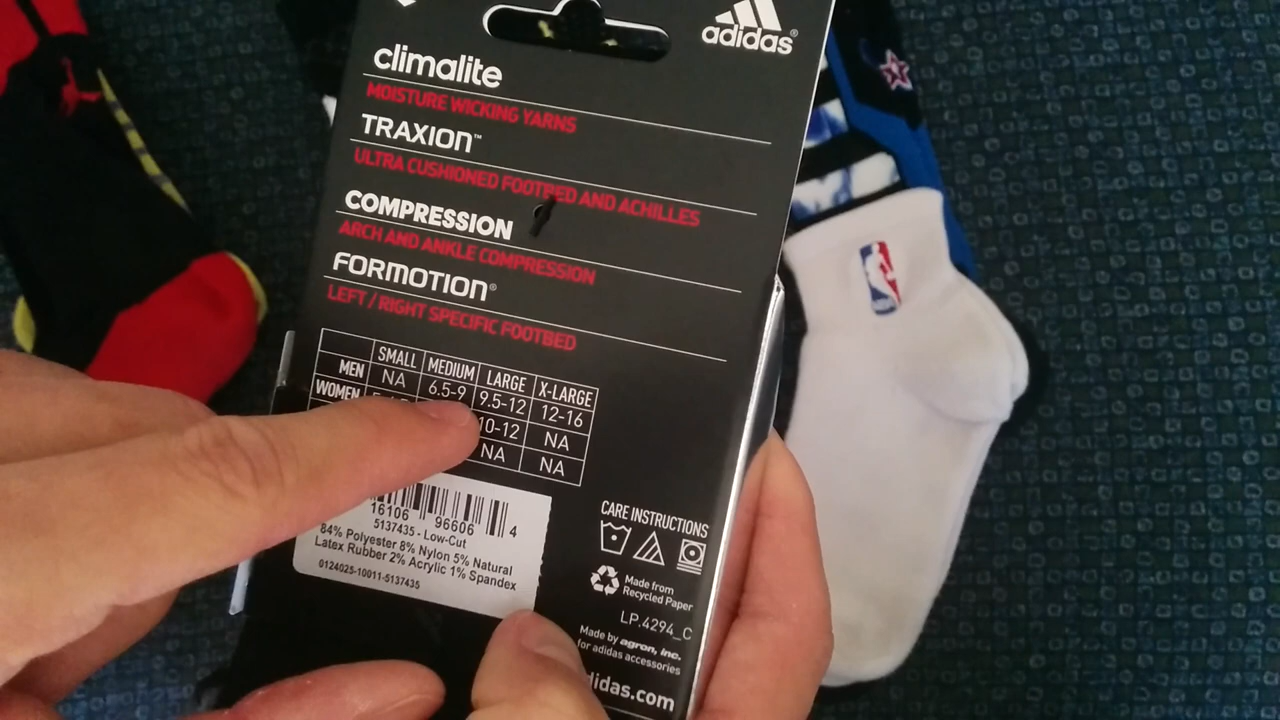 adidas®
climalite
MOISTURE WICKING YARNS
TRAXION™
ULTRA CUSHIONED FOOTBED AND ACHILLES
COMPRESSION
ARCH AND ANKLE COMPRESSION
FORMOTION®
LEFT / RIGHT SPECIFIC FOOTBED
SMALL MEDIUM LARGE X-LARGE
MEN NA 6.5-9 9.5-12 12-16
WOMEN 10-12 NA
NA NA
16106 96606 4
5137435 - Low-Cut
84% Polyester 8% Nylon 5% Natural
Latex Rubber 2% Acrylic 1% Spandex
0124025-10011-5137435
CARE INSTRUCTIONS
Made from
Recycled Paper
LP.4294_C
Made by agron, inc.
for adidas accessories
didas.com